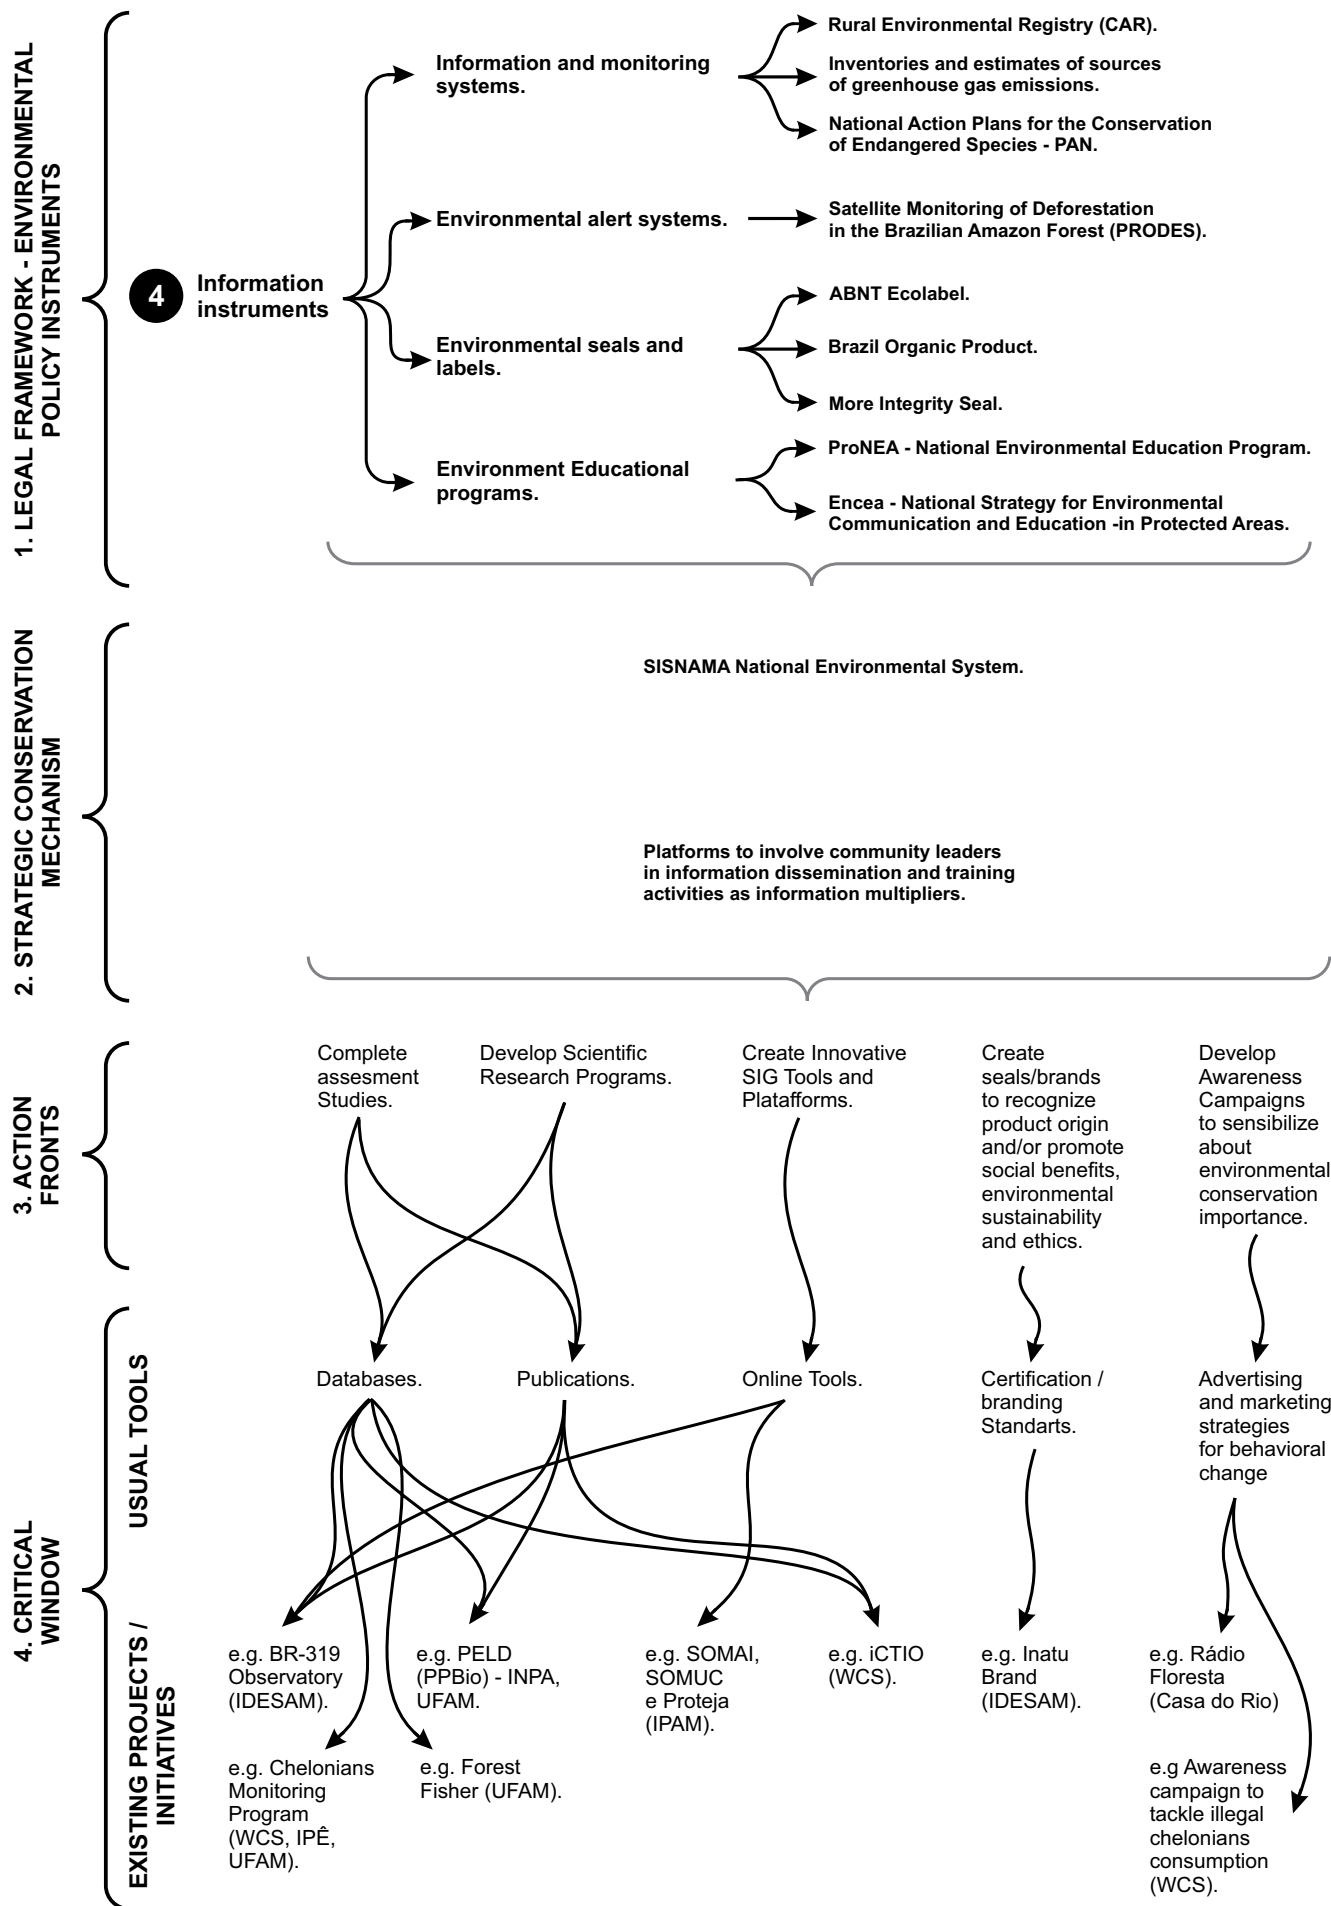 1. LEGAL FRAMEWORK - ENVIRONMENTAL
POLICY INSTRUMENTS
4
Information
instruments
Information and monitoring
systems.
Rural Environmental Registry (CAR).
Inventories and estimates of sources
of greenhouse gas emissions.
National Action Plans for the Conservation
of Endangered Species - PAN.
Environmental alert systems.
Satellite Monitoring of Deforestation
in the Brazilian Amazon Forest (PRODES).
Environmental seals and
labels.
ABNT Ecolabel.
Brazil Organic Product.
More Integrity Seal.
Environment Educational
programs.
ProNEA - National Environmental Education Program.
Encea - National Strategy for Environmental
Communication and Education -in Protected Areas.
2. STRATEGIC CONSERVATION
MECHANISM
SISNAMA National Environmental System.
Platforms to involve community leaders
in information dissemination and training
activities as information multipliers.
3. ACTION
FRONTS
Complete
assesment
Studies.
Develop Scientific
Research Programs.
Create Innovative
SIG Tools and
Platafforms.
Create
seals/brands
to recognize
product origin
and/or promote
social benefits,
environmental
sustainability
and ethics.
Develop
Awareness
Campaigns
to sensibilize
about
environmental
conservation
importance.
4. CRITICAL
WINDOW
USUAL TOOLS
Databases.
Publications.
Online Tools.
Certification /
branding
Standarts.
Advertising
and marketing
strategies
for behavioral
change
EXISTING PROJECTS /
INITIATIVES
e.g. BR-319
Observatory
(IDESAM).
e.g. PELD
(PPBio) - INPA,
UFAM.
e.g. SOMAI,
SOMUC
e Proteja
(IPAM).
e.g. iCTIO
(WCS).
e.g. Inatu
Brand
(IDESAM).
e.g. Rádio
Floresta
(Casa do Rio)
e.g. Chelonians
Monitoring
Program
(WCS, IPÊ,
UFAM).
e.g. Forest
Fisher (UFAM).
e.g Awareness
campaign to
tackle illegal
chelonians
consumption
(WCS).